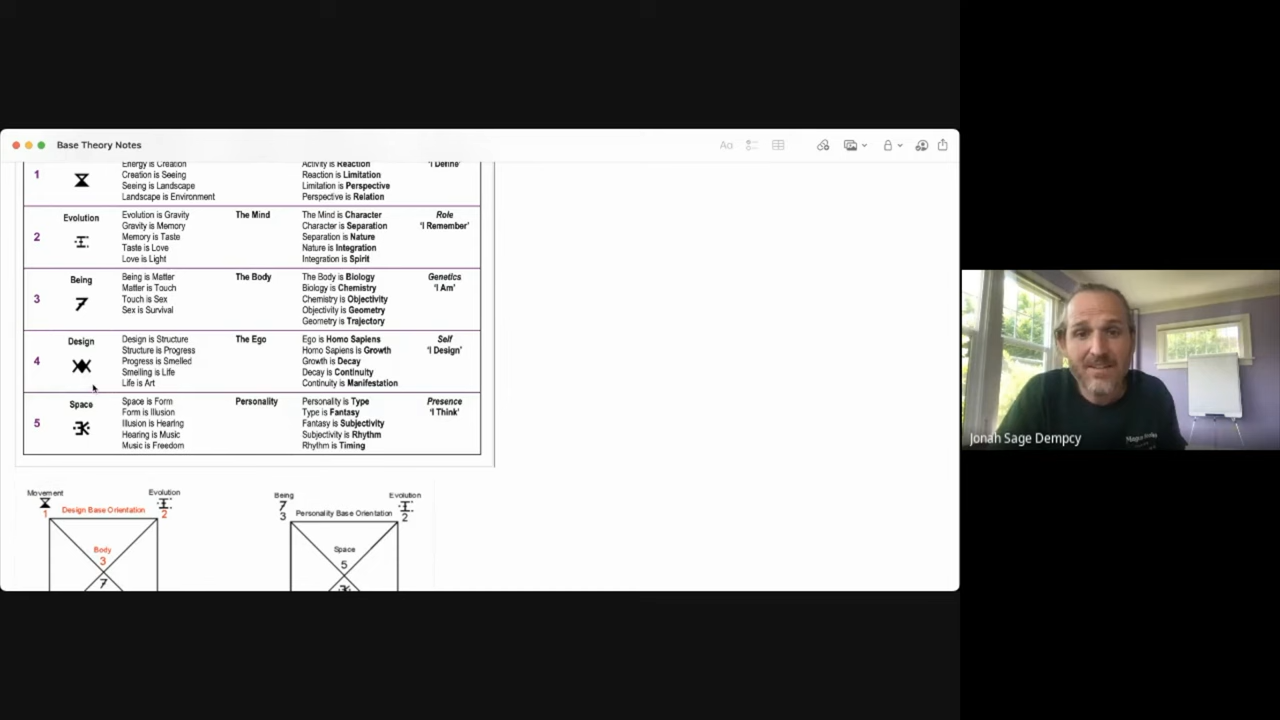 Base Theory Notes
Aa
Energy is Creation
Activity is Reaction
'I Define'
1
Creation is Seeing
Reaction is Limitation
Seeing is Landscape
Limitation is Perspective
Landscape is Environment
Perspective is Relation
Evolution
Evolution is Gravity
The Mind
The Mind is Character
Role
2
Gravity is Memory
Character is Separation
'I Remember'
Memory is Taste
Separation is Nature
Taste is Love
Nature is Integration
Love is Light
Integration is Spirit
Being
Being is Matter
The Body
The Body is Biology
Genetics
3
Matter is Touch
Biology is Chemistry
'I Am'
Touch is Sex
Chemistry is Objectivity
Sex is Survival
Objectivity is Geometry
Geometry is Trajectory
Design
Design is Structure
The Ego
Ego is Homo Sapiens
Self
4
Structure is Progress
Homo Sapiens is Growth
'I Design'
Progress is Smelled
Growth is Decay
Smelling is Life
Decay is Continuity
Life is Art
Continuity is Manifestation
Space
Space is Form
Personality
Personality is Type
Presence
5
Form is Illusion
Type is Fantasy
'I Think'
Illusion is Hearing
Fantasy is Subjectivity
Hearing is Music
Subjectivity is Rhythm
Music is Freedom
Rhythm is Timing
Movement
Evolution
1
Design Base Orientation
2
Body
3
Being
Evolution
3
Personality Base Orientation
2
Space
5
Jonah Sage Dempcy